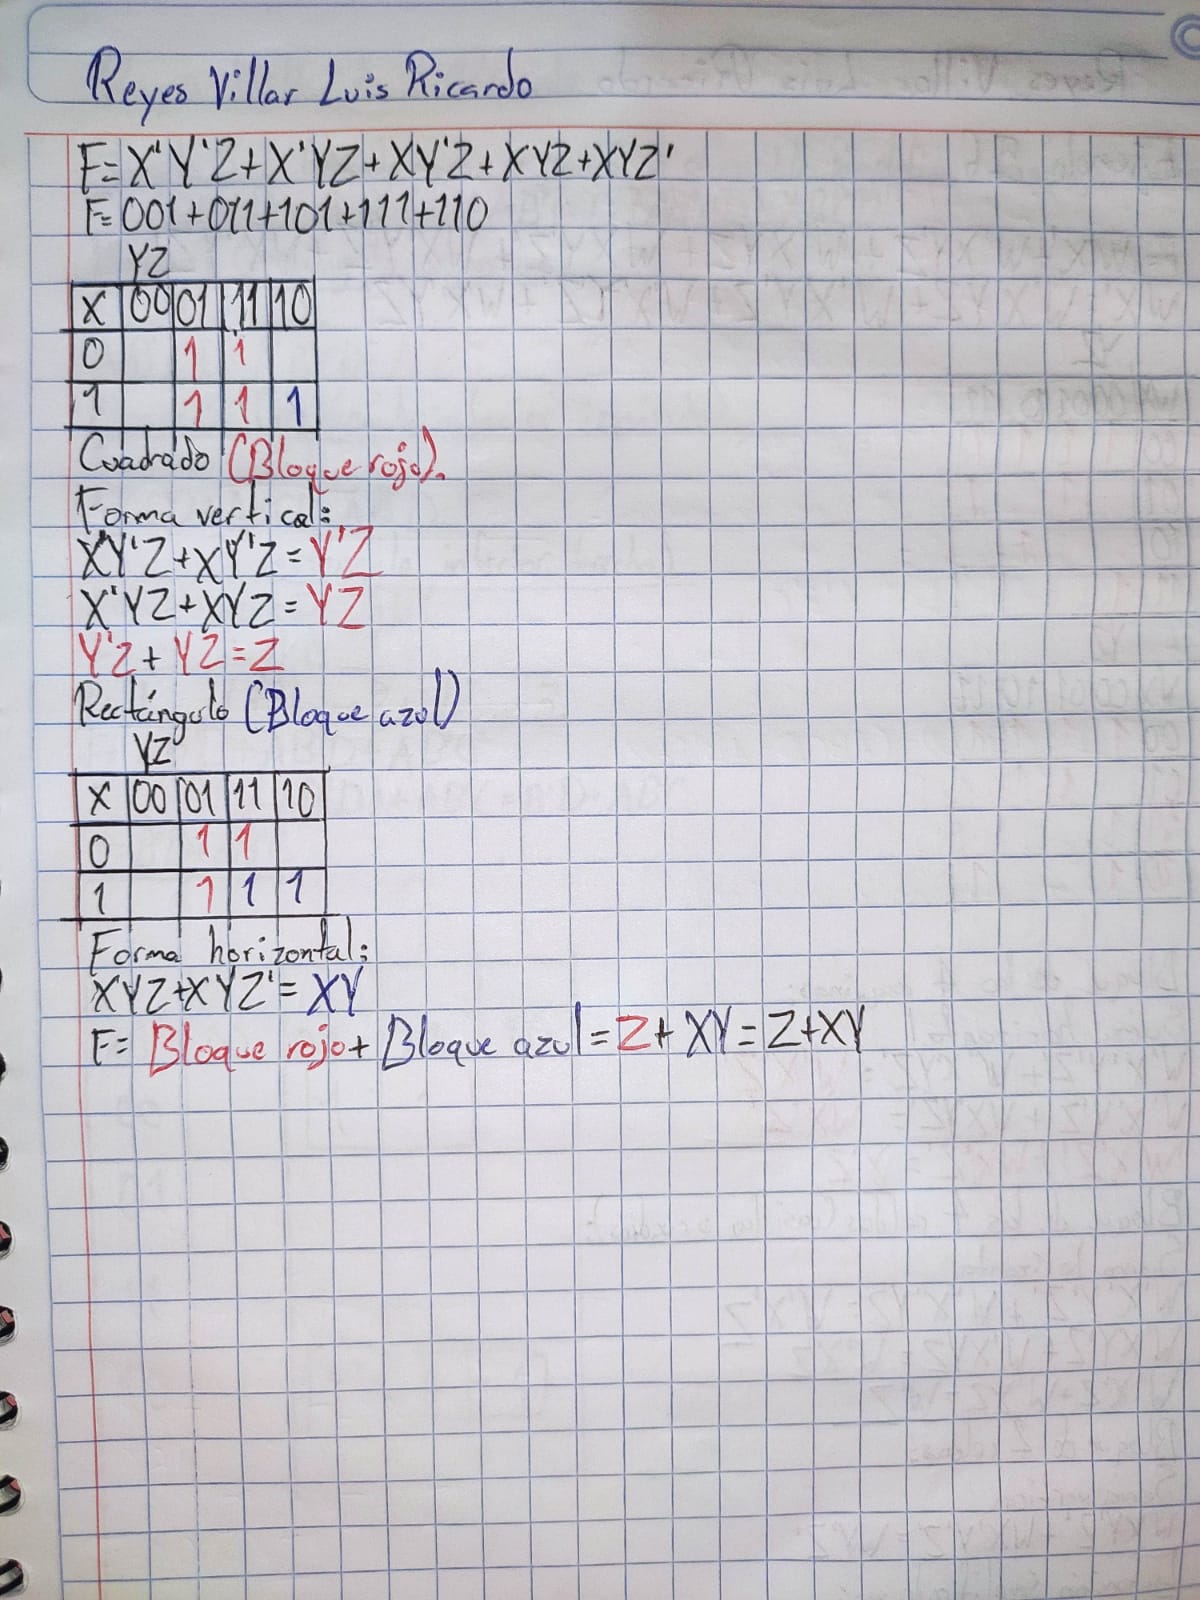 Reyes Villar Luis Ricardo
F=X'Y'Z+X'YZ+XY'Z+XYZ+XYZ'
F=001+011+101+111+110
YZ
X 00 01 11 10
0 1 1
1 1 1 1
Cuadrado (Bloque rojo).
Forma vertical:
X'Y'Z+XY'Z=Y'Z
X'YZ+XYZ=YZ
Y'Z+YZ=Z
Rectángulo (Bloque azul)
YZ
X 00 01 11 10
0 1 1
1 1 1 1
Forma horizontal:
XYZ+XYZ'=XY
F= Bloque rojo+Bloque azul=Z+XY=Z+XY